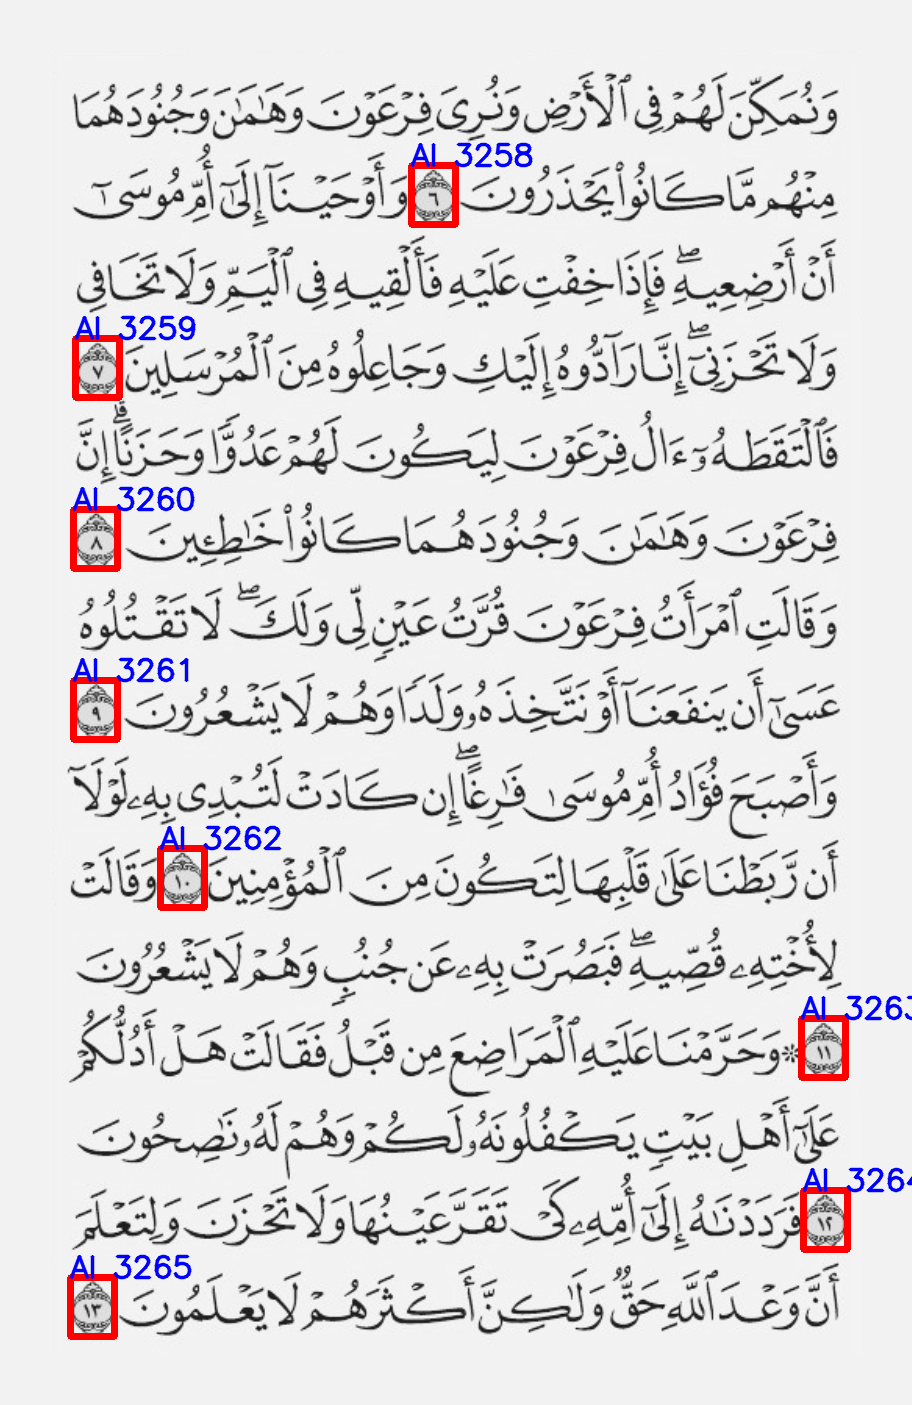 وَنُمَكِّنَ لَهُمْ فِى ٱلْأَرْضِ وَنُرِىَ فِرْعَوْنَ وَهَـٰمَـٰنَ وَجُنُودَهُمَا
AI_3258
مِنْهُم مَّا كَانُوا۟ يَحْذَرُونَ ٦ وَأَوْحَيْنَآ إِلَىٰٓ أُمِّ مُوسَىٰٓ
أَنْ أَرْضِعِيهِ ۖ فَإِذَا خِفْتِ عَلَيْهِ فَأَلْقِيهِ فِى ٱلْيَمِّ وَلَا تَخَافِى
AI_3259
وَلَا تَحْزَنِىٓ ۖ إِنَّا رَآدُّوهُ إِلَيْكِ وَجَاعِلُوهُ مِنَ ٱلْمُرْسَلِينَ ٧
فَٱلْتَقَطَهُۥٓ ءَالُ فِرْعَوْنَ لِيَكُونَ لَهُمْ عَدُوًّا وَحَزَنًا ۗ إِنَّ
AI_3260
فِرْعَوْنَ وَهَـٰمَـٰنَ وَجُنُودَهُمَا كَانُوا۟ خَـٰطِـِٔينَ ٨
وَقَالَتِ ٱمْرَأَتُ فِرْعَوْنَ قُرَّتُ عَيْنٍ لِّى وَلَكَ ۖ لَا تَقْتُلُوهُ
AI_3261
عَسَىٰٓ أَن يَنفَعَنَآ أَوْ نَتَّخِذَهُۥ وَلَدًا وَهُمْ لَا يَشْعُرُونَ ٩
وَأَصْبَحَ فُؤَادُ أُمِّ مُوسَىٰ فَـٰرِغًا ۖ إِن كَادَتْ لَتُبْدِى بِهِۦ لَوْلَآ
AI_3262
أَن رَّبَطْنَا عَلَىٰ قَلْبِهَا لِتَكُونَ مِنَ ٱلْمُؤْمِنِينَ ١٠ وَقَالَتْ
لِأُخْتِهِۦ قُصِّيهِ ۖ فَبَصُرَتْ بِهِۦ عَن جُنُبٍ وَهُمْ لَا يَشْعُرُونَ
AI_3263
١١ ۞ وَحَرَّمْنَا عَلَيْهِ ٱلْمَرَاضِعَ مِن قَبْلُ فَقَالَتْ هَلْ أَدُلُّكُمْ
عَلَىٰٓ أَهْلِ بَيْتٍ يَكْفُلُونَهُۥ لَكُمْ وَهُمْ لَهُۥ نَـٰصِحُونَ
AI_3264
١٢ فَرَدَدْنَـٰهُ إِلَىٰٓ أُمِّهِۦ كَىْ تَقَرَّ عَيْنُهَا وَلَا تَحْزَنَ وَلِتَعْلَمَ
AI_3265
أَنَّ وَعْدَ ٱللَّهِ حَقٌّ وَلَـٰكِنَّ أَكْثَرَهُمْ لَا يَعْلَمُونَ ١٣